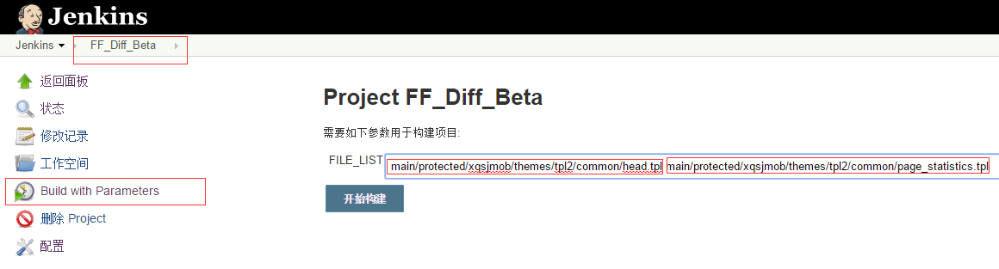 Jenkins
Jenkins FF_Diff_Beta
返回面板
状态
修改记录
工作空间
Build with Parameters
删除 Project
配置
Project FF_Diff_Beta
需要如下参数用于构建项目:
FILE_LIST main/protected/xqsjmob/themes/tpl2/common/head.tpl main/protected/xqsjmob/themes/tpl2/common/page_statistics.tpl
开始构建